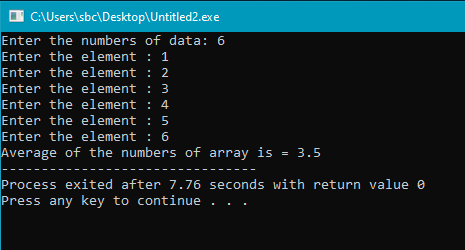 C:\Users\sbc\Desktop\Untitled2.exe
Enter the numbers of data: 6
Enter the element : 1
Enter the element : 2
Enter the element : 3
Enter the element : 4
Enter the element : 5
Enter the element : 6
Average of the numbers of array is = 3.5
--------------------------------
Process exited after 7.76 seconds with return value 0
Press any key to continue . . .